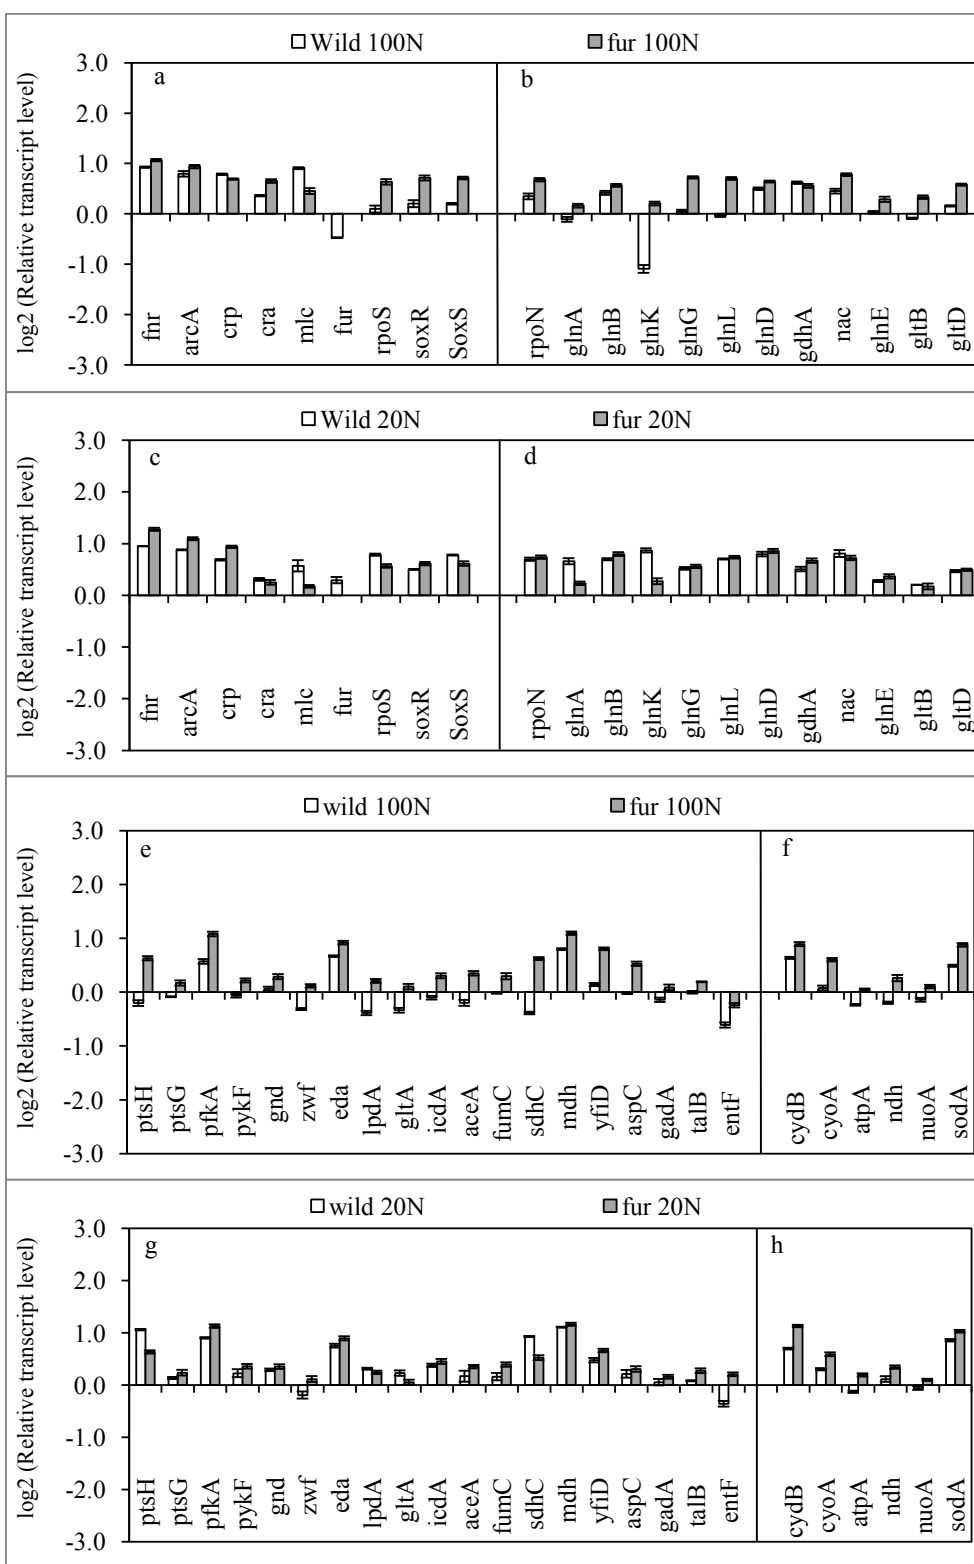 Wild 100N fur 100N
log2 (Relative transcript level)
3.0
2.0
1.0
0.0
-1.0
-2.0
-3.0
a b
fnr arcA crp cra mlc fur rpoS soxR SoxS rpoN glnA glnB glnK glnG glnL glnD gdhA nac glnE gltB gltD
Wild 20N fur 20N
log2 (Relative transcript level)
3.0
2.0
1.0
0.0
-1.0
-2.0
-3.0
c d
fnr arcA crp cra mlc fur rpoS soxR SoxS rpoN glnA glnB glnK glnG glnL glnD gdhA nac glnE gltB gltD
wild 100N fur 100N
log2 (Relative transcript level)
3.0
2.0
1.0
0.0
-1.0
-2.0
-3.0
e f
ptsH ptsG pfkA pykF gnd zwf eda lpdA gltA icdA aceA fumC sdhC mdh yfiD aspC gadA talB entF cydB cyoA atpA ndh nuoA sodA
wild 20N fur 20N
log2 (Relative transcript level)
3.0
2.0
1.0
0.0
-1.0
-2.0
-3.0
g h
ptsH ptsG pfkA pykF gnd zwf eda lpdA gltA icdA aceA fumC sdhC mdh yfiD aspC gadA talB entF cydB cyoA atpA ndh nuoA sodA